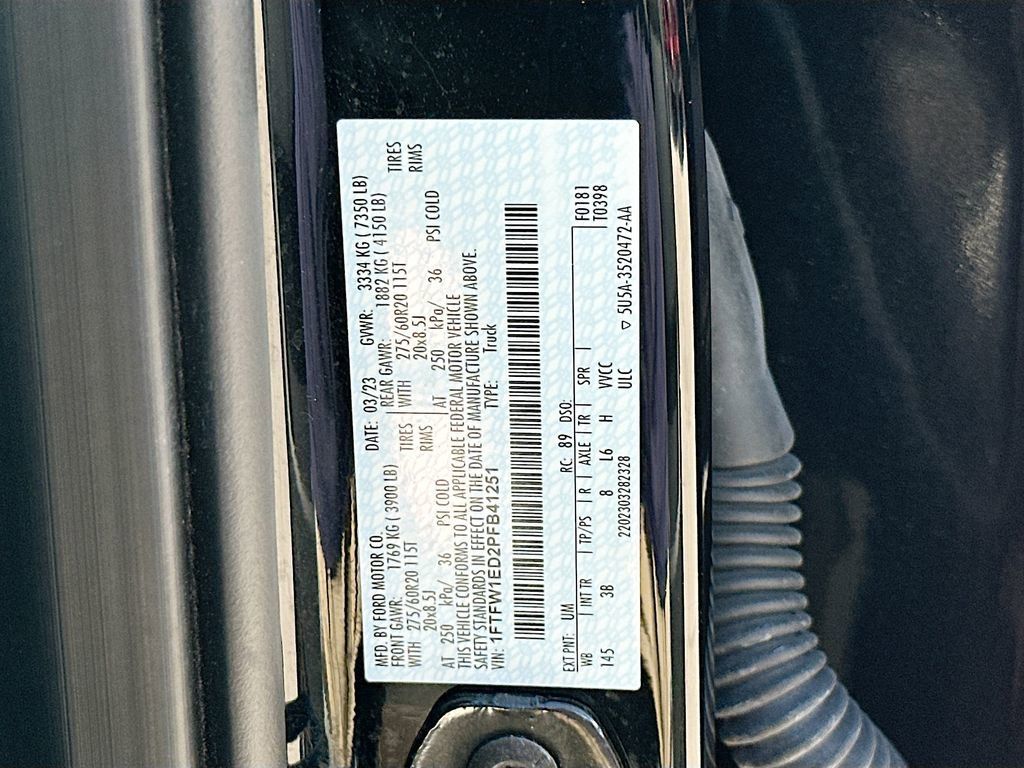 MFD. BY FORD MOTOR CO.
DATE: 03/23 GVWR: 3334 KG ( 7350 LB)
FRONT GAWR: 1769 KG ( 3900 LB) REAR GAWR: 1882 KG ( 4150 LB)
WITH 275/60R20 115T TIRES WITH 275/60R20 115T TIRES
20x8.5J RIMS 20x8.5J RIMS
AT 250 kPa/ 36 PSI COLD AT 250 kPa/ 36 PSI COLD
THIS VEHICLE CONFORMS TO ALL APPLICABLE FEDERAL MOTOR VEHICLE
SAFETY STANDARDS IN EFFECT ON THE DATE OF MANUFACTURE SHOWN ABOVE.
VIN: 1FTFW1ED2PFB41251 TYPE: Truck
EXT PNT: UM RC: 89 DSO: F0181
WB INT TR TP/PS R AXLE TR SPR T0398
145 3B 8 L6 H VVCC
2202303282328 ULC ▽ 5U5A-3520472-AA